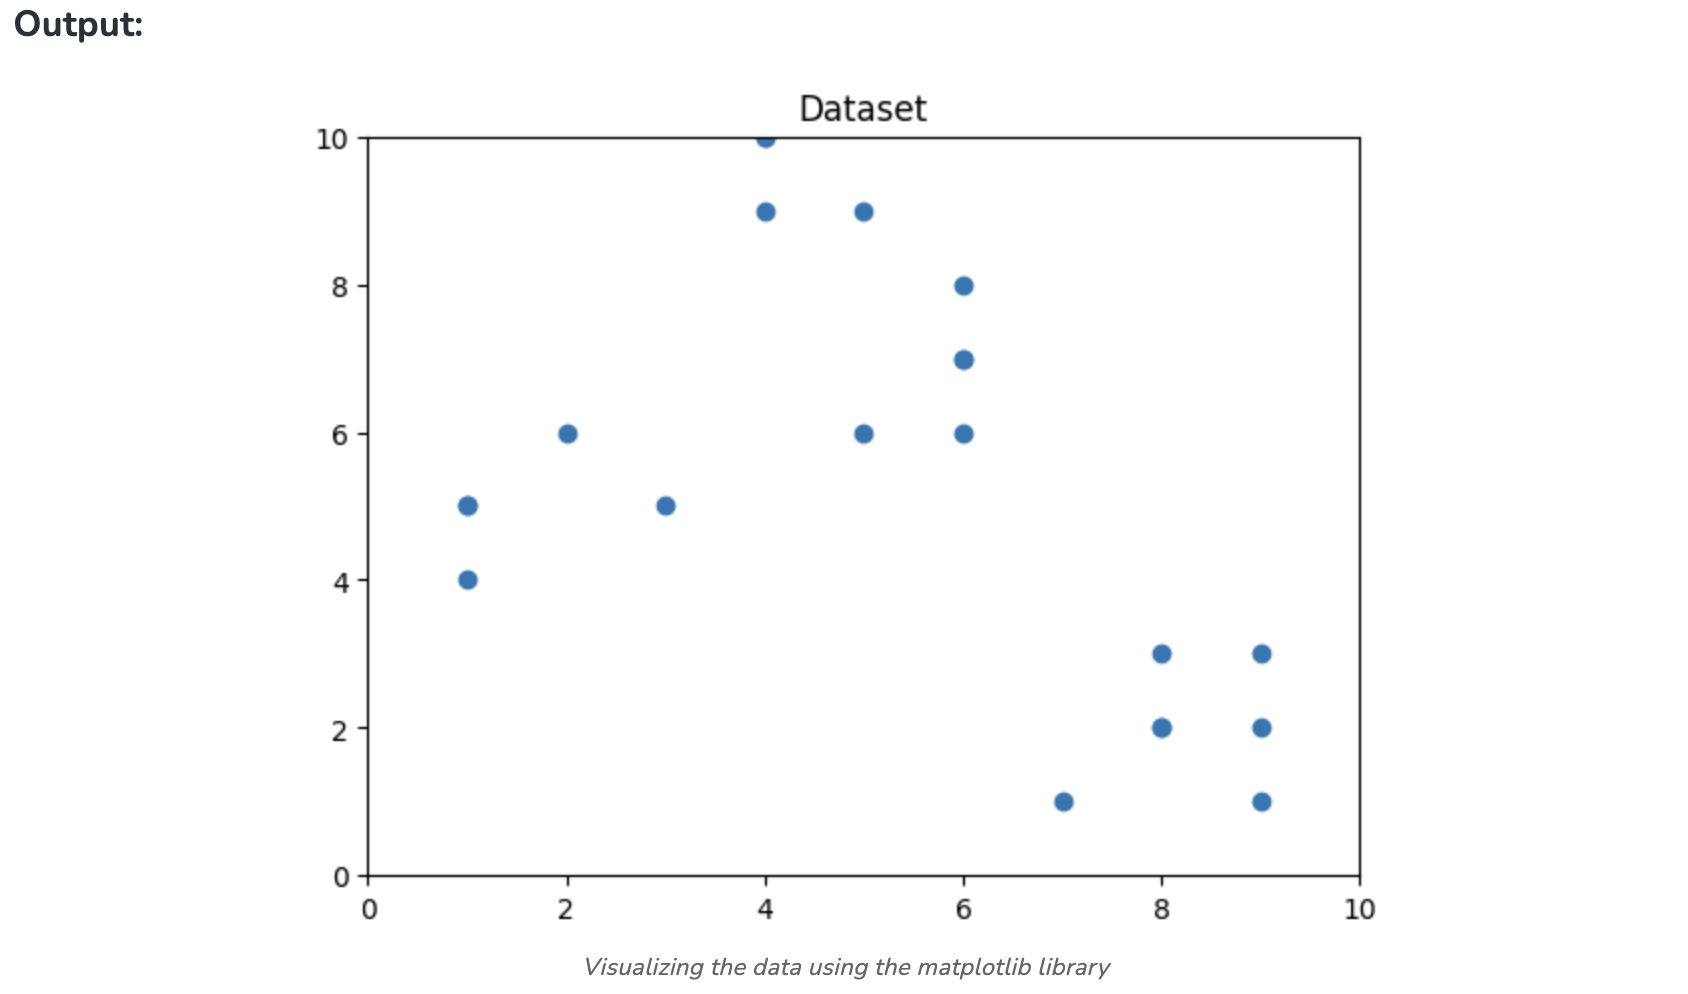 Output:
Dataset
10
8
6
4
2
0
0 2 4 6 8 10
Visualizing the data using the matplotlib library